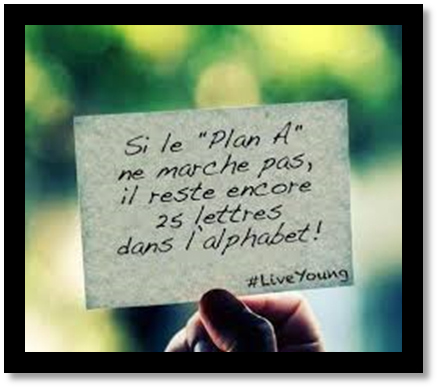 Si le "Plan A"
ne marche pas,
il reste encore
25 lettres
dans l'alphabet!
#LiveYoung